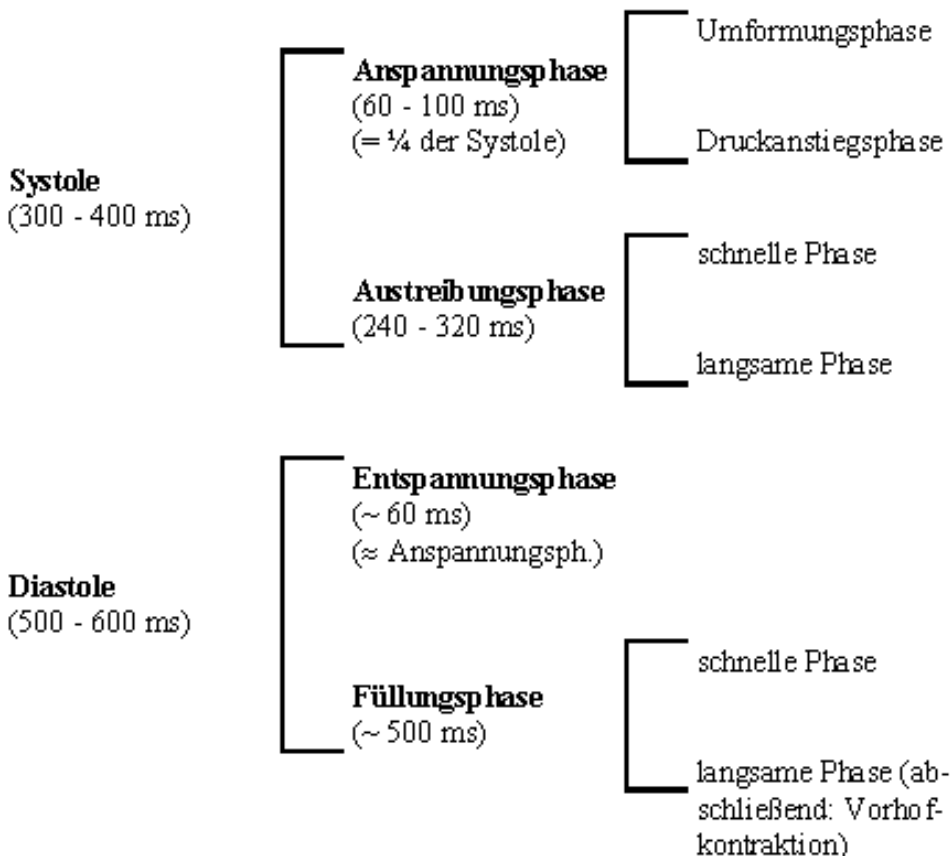 Systole
(300 - 400 ms)
Anspannungsphase
(60 - 100 ms)
(= ¼ der Systole)
Umformungsphase
Druckanstiegsphase
Austreibungsphase
(240 - 320 ms)
schnelle Phase
langsame Phase
Diastole
(500 - 600 ms)
Entspannungsphase
(~ 60 ms)
(≈ Anspannungsph.)
Füllungsphase
(~ 500 ms)
schnelle Phase
langsame Phase (ab-
schließend: Vorhof-
kontraktion)